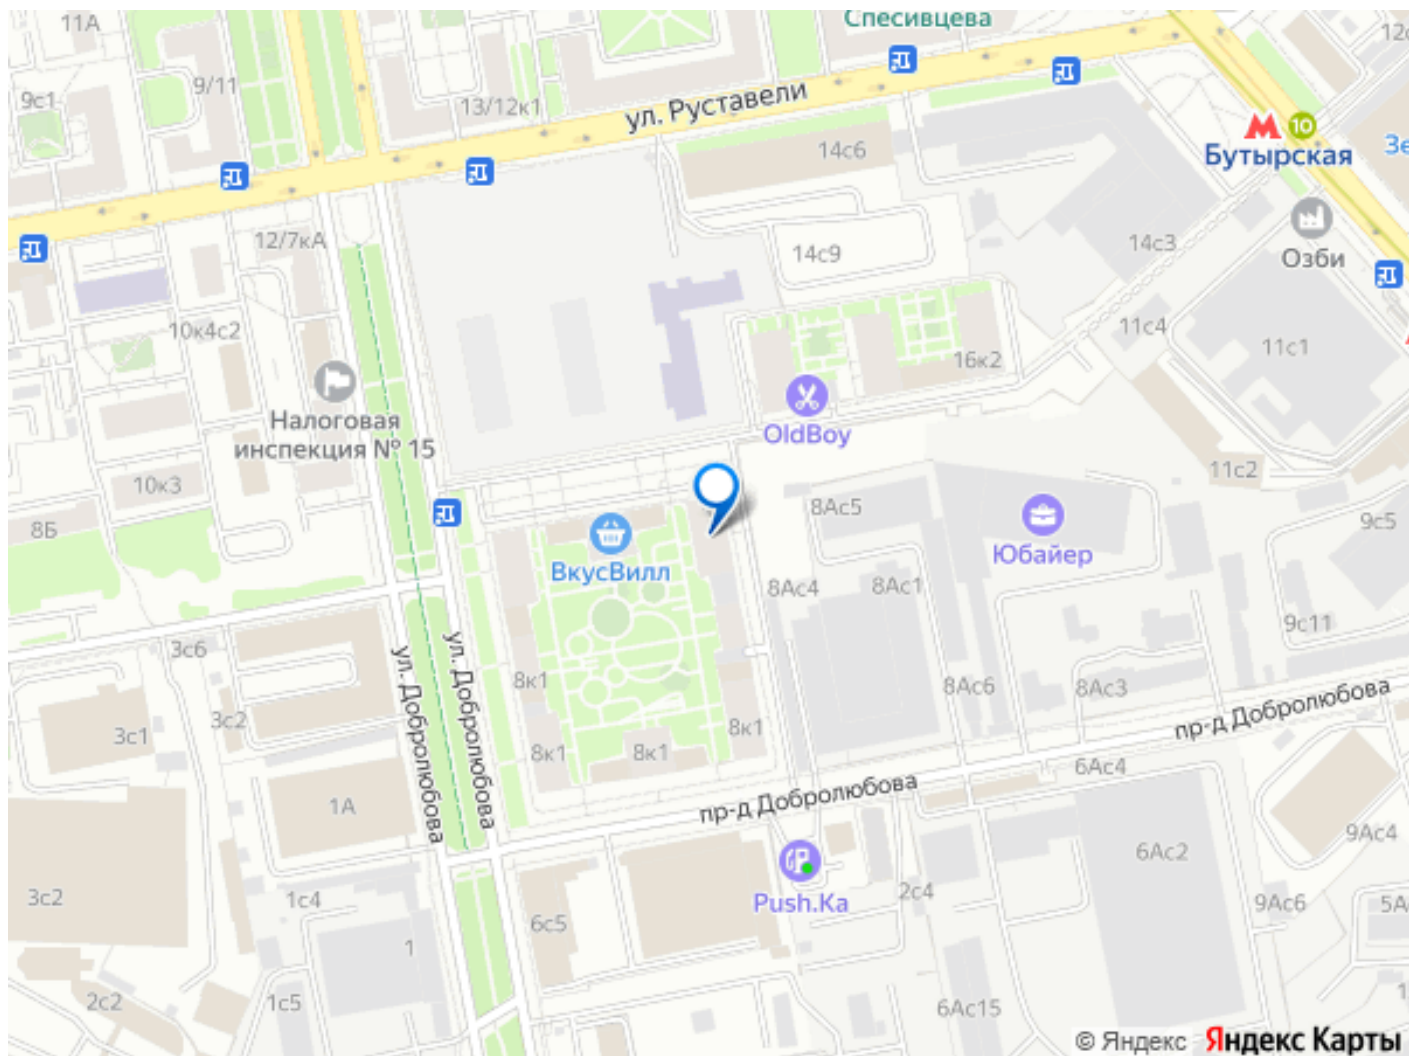 11А
Спесивцева
12с
9/11
9с1
13/12к1
ул. Руставели
14с6
10
Бутырская
Зе
12/7кА
14с9
14с3
Озби
10к4с2
11с4
11с1
16к2
Налоговая
инспекция № 15
OldBoy
10к3
11с2
8Б
8Ас5
9с5
ВкусВилл
Юбайер
8Ас4
8Ас1
9с11
3с6
ул. Добролюбова
ул. Добролюбова
8к1
8Ас6
8Ас3
3с2
3с1
8к1
пр-д Добролюбова
8к1
8к1
6Ас4
1А
пр-д Добролюбова
9Ас4
6Ас2
3с2
1с4
Push.Ka
2с4
9Ас6
5А
6с5
1
2с2
1с5
6Ас15
1
© Яндекс Яндекс Карты